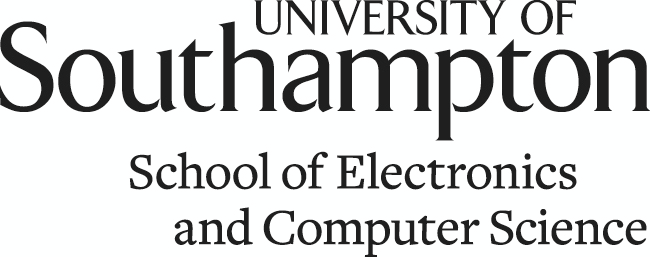 UNIVERSITY OF
Southampton
School of Electronics
and Computer Science